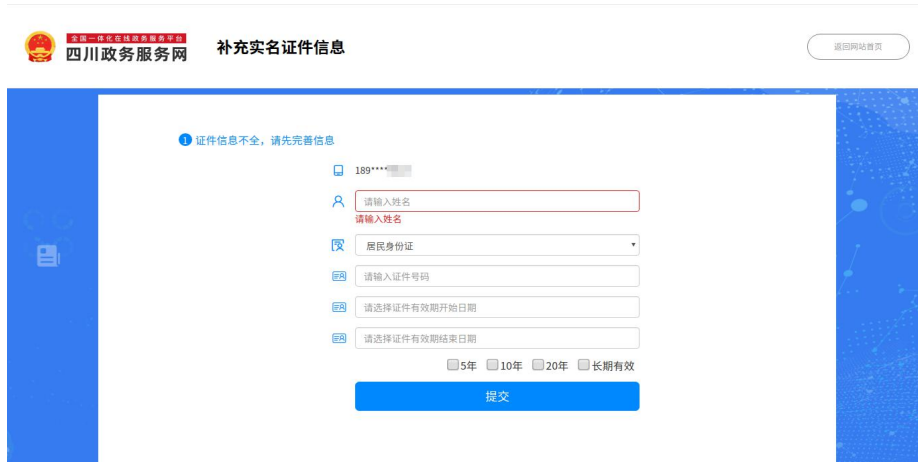 全国一体化在线政务服务平台
四川政务服务网
补充实名证件信息
返回网站首页
1 证件信息不全，请先完善信息
189****
请输入姓名
请输入姓名
居民身份证
请输入证件号码
请选择证件有效期开始日期
请选择证件有效期结束日期
5年 10年 20年 长期有效
提交